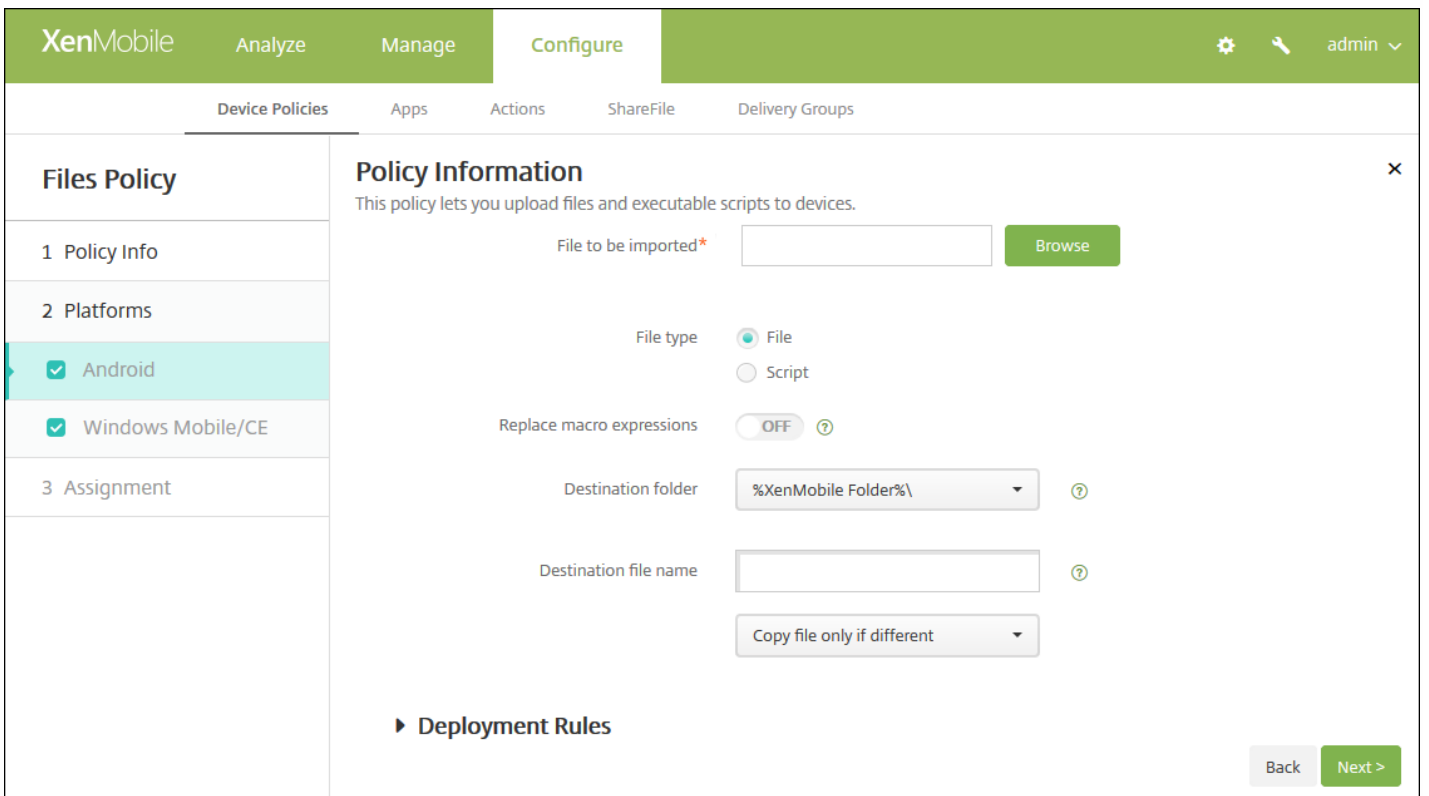 XenMobile Analyze Manage Configure admin
Device Policies Apps Actions ShareFile Delivery Groups
Files Policy
1 Policy Info
2 Platforms
Android
Windows Mobile/CE
3 Assignment
Policy Information
This policy lets you upload files and executable scripts to devices.
File to be imported* Browse
File type File
Script
Replace macro expressions OFF ?
Destination folder %XenMobile Folder%\ ?
Destination file name ?
Copy file only if different
Deployment Rules
Back Next >